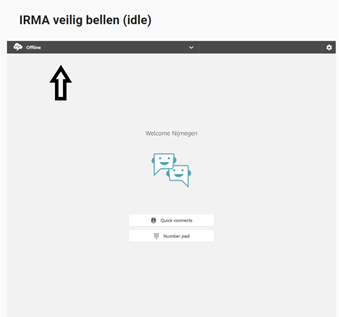 IRMA veilig bellen (idle)
Offline
Welcome Nijmegen
Quick connects
Number pad